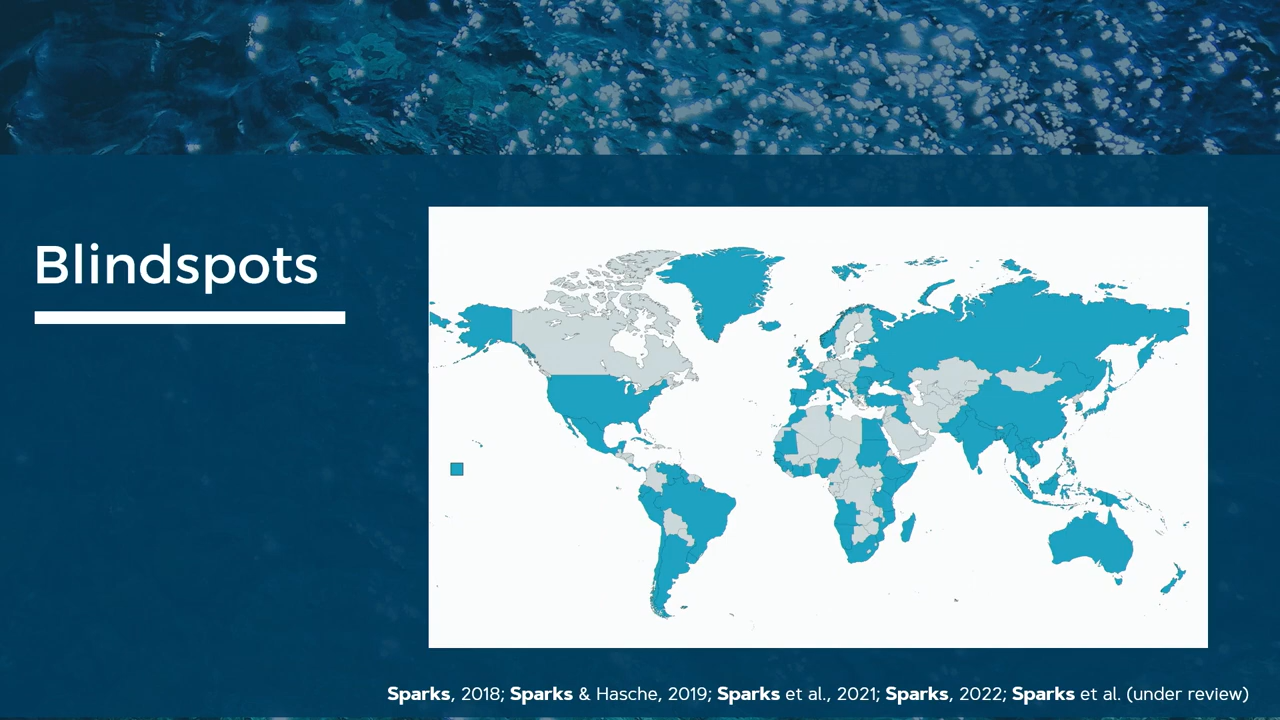 Blindspots
Sparks, 2018; Sparks & Hasche, 2019; Sparks et al., 2021; Sparks, 2022; Sparks et al. (under review)